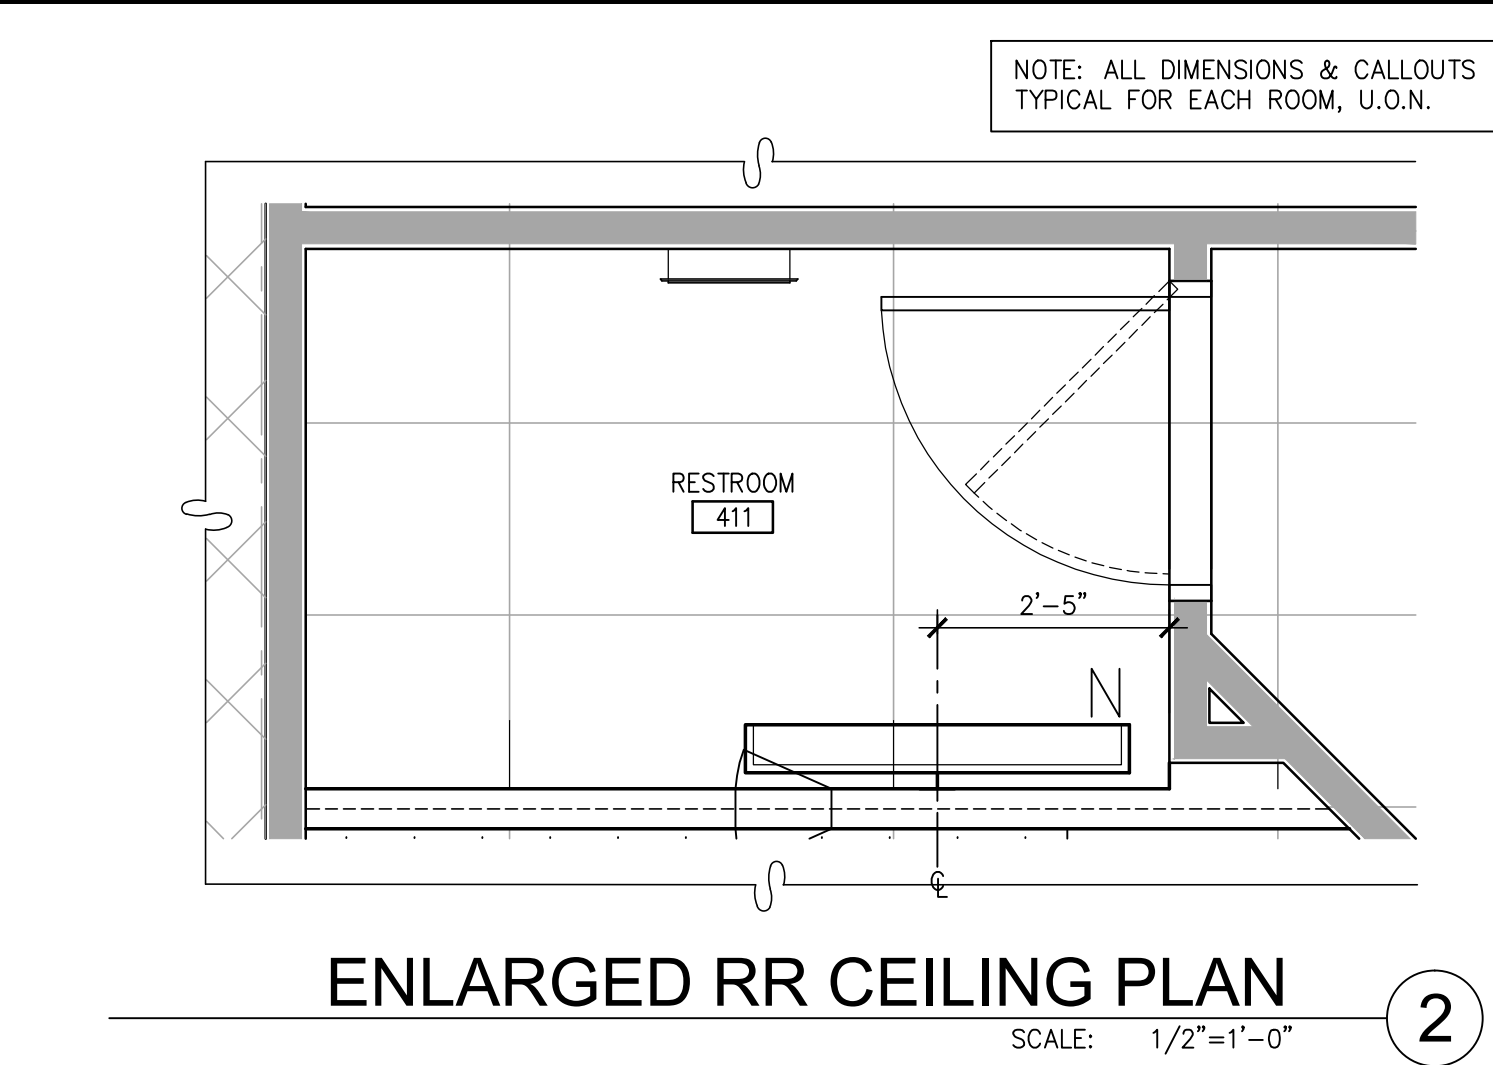 NOTE: ALL DIMENSIONS & CALLOUTS
TYPICAL FOR EACH ROOM, U.O.N.
RESTROOM
411
2'-5"
N
℄
ENLARGED RR CEILING PLAN
2
SCALE: 1/2"=1'-0"